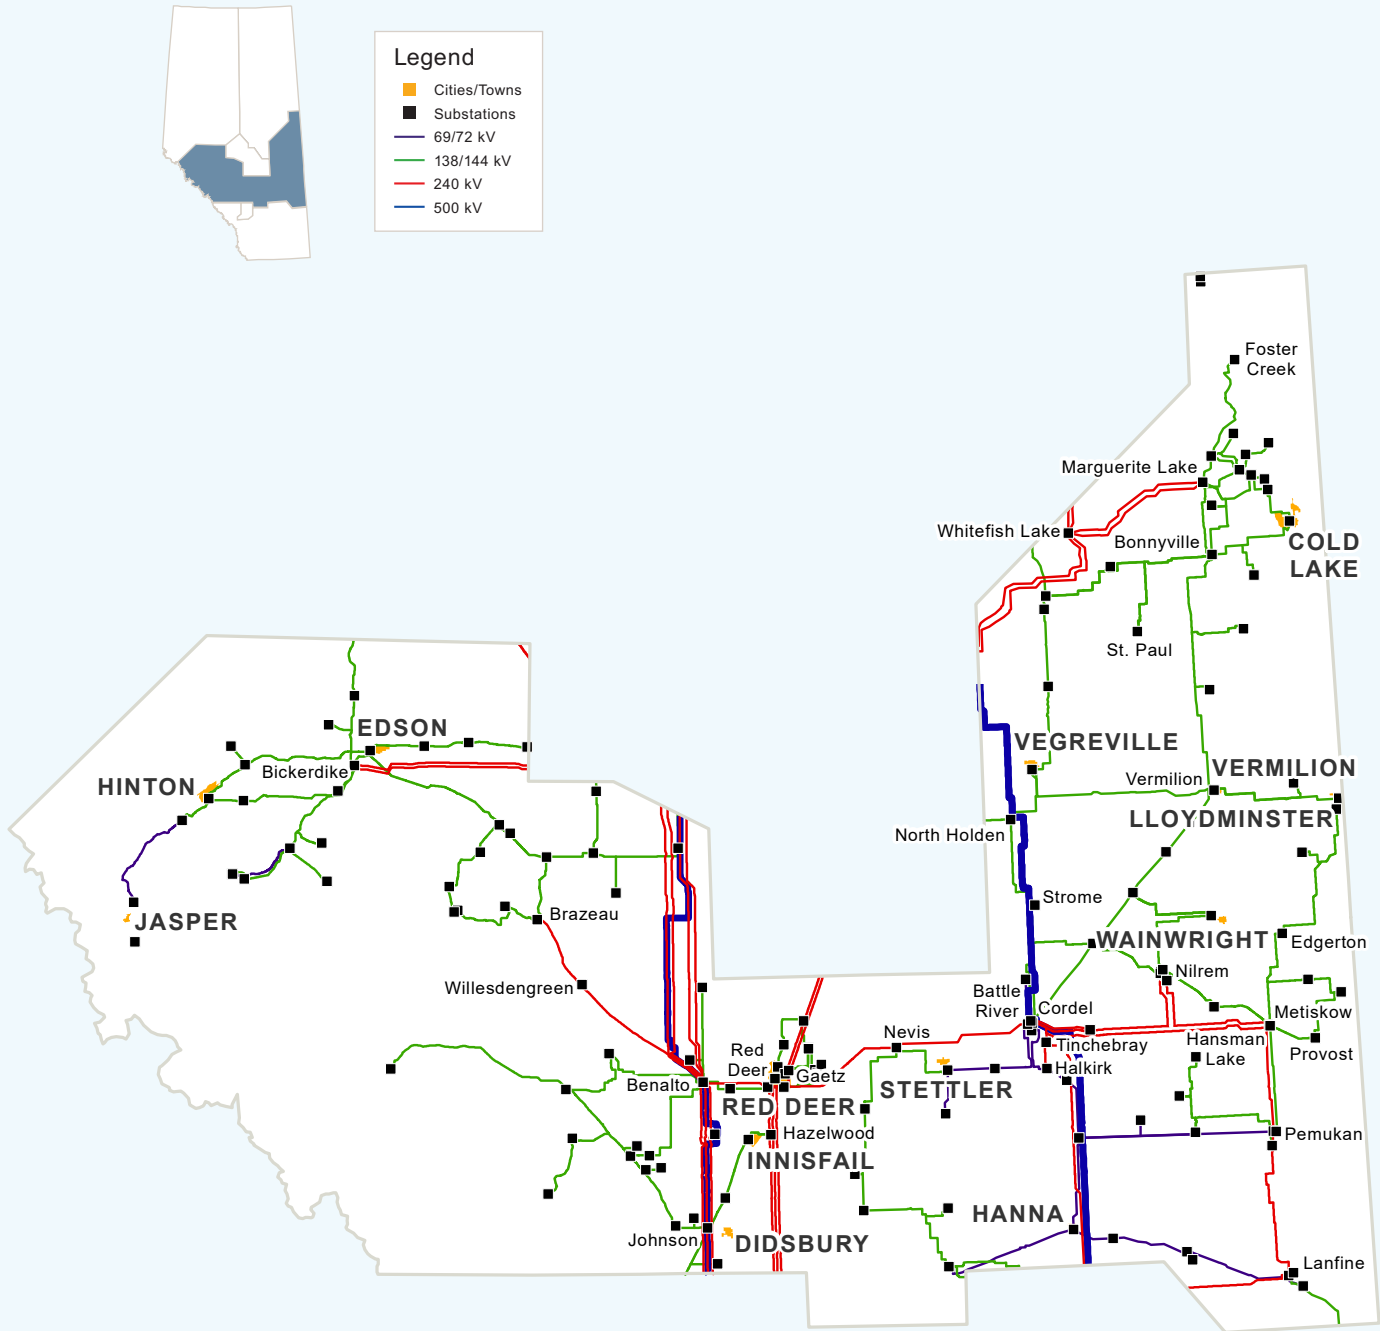 Legend
Cities/Towns
Substations
69/72 kV
138/144 kV
240 kV
500 kV
Foster
Creek
Marguerite Lake
Whitefish Lake
Bonnyville
COLD
LAKE
St. Paul
EDSON
VEGREVILLE
Bickerdike
HINTON
Vermilion
VERMILION
LLOYDMINSTER
North Holden
Strome
Brazeau
JASPER
WAINWRIGHT
Edgerton
Nilrem
Willesdengreen
Battle
River
Cordel
Metiskow
Nevis
Tinchebray
Hansman
Lake
Provost
Red
Deer
Gaetz
Halkirk
Benalto
STETTLER
RED DEER
Hazelwood
Pemukan
INNISFAIL
HANNA
Johnson
DIDSBURY
Lanfine